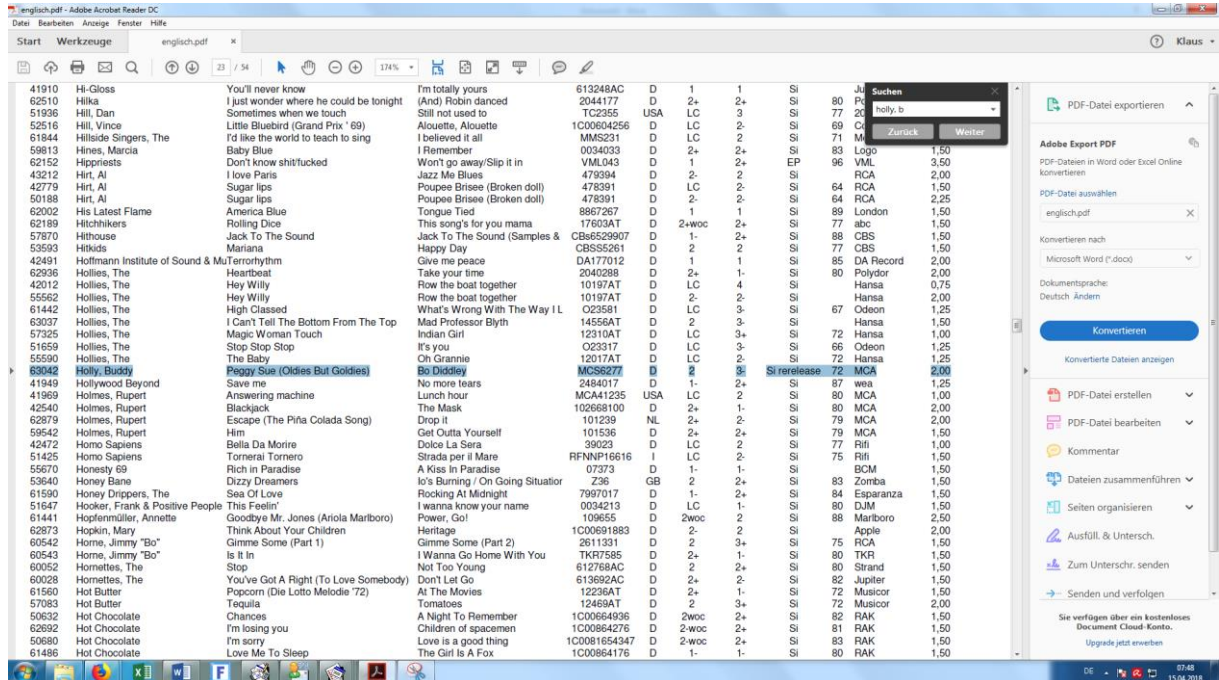 englisch.pdf - Adobe Acrobat Reader DC
Datei Bearbeiten Anzeige Fenster Hilfe
Start Werkzeuge englisch.pdf × Klaus
23 / 54 174%
41910 Hi-Gloss You'll never know I'm totally yours 613248AC D 1 1 Si
62510 Hilka I just wonder where he could be tonight (And) Robin danced 2044177 D 2+ 2+ Si 80
51936 Hill, Dan Sometimes when we touch Still not used to TC2355 USA LC 3 Si 77
52516 Hill, Vince Little Bluebird (Grand Prix ' 69) Alouette, Alouette 1C00604256 D LC 2- Si 69
61844 Hillside Singers, The I'd like the world to teach to sing I believed it all MMS231 D LC 2 Si 71
59813 Hines, Marcia Baby Blue I Remember 0034033 D 2+ 2+ Si 83 Logo 1,50
62152 Hippriests Don't know shit/fucked Won't go away/Slip it in VML043 D 1 2+ EP 96 VML 3,50
43212 Hirt, Al I love Paris Jazz Me Blues 479394 D 2- 2 Si RCA 2,00
42779 Hirt, Al Sugar lips Poupee Brisee (Broken doll) 478391 D LC 2- Si 64 RCA 1,50
50188 Hirt, Al Sugar lips Poupee Brisee (Broken doll) 478391 D 2- 2- Si 64 RCA 2,25
62002 His Latest Flame America Blue Tongue Tied 8867267 D 1 1 Si 89 London 1,50
62189 Hitchhikers Rolling Dice This song's for you mama 17603AT D 2+woc 2+ Si 77 abc 1,50
57870 Hithouse Jack To The Sound Jack To The Sound (Samples & CBs6529907 D 1- 2+ Si 88 CBS 1,50
53593 Hitkids Mariana Happy Day CBSS5261 D 2 2 Si 77 CBS 1,50
42491 Hoffmann Institute of Sound & Mu Terrorhythm Give me peace DA177012 D 1 1 Si 85 DA Record 2,00
62936 Hollies, The Heartbeat Take your time 2040288 D 2+ 1- Si 80 Polydor 2,00
42012 Hollies, The Hey Willy Row the boat together 10197AT D LC 4 Si Hansa 0,75
55562 Hollies, The Hey Willy Row the boat together 10197AT D 2- 2- Si Hansa 2,00
61442 Hollies, The High Classed What's Wrong With The Way I L O23581 D LC 3- Si 67 Odeon 1,25
63037 Hollies, The I Can't Tell The Bottom From The Top Mad Professor Blyth 14556AT D 2 3- Si Hansa 1,50
57325 Hollies, The Magic Woman Touch Indian Girl 12310AT D LC 3+ Si 72 Hansa 1,00
51659 Hollies, The Stop Stop Stop It's you O23317 D LC 3- Si 66 Odeon 1,25
55590 Hollies, The The Baby Oh Grannie 12017AT D LC 2- Si 72 Hansa 1,25
63042 Holly, Buddy Peggy Sue (Oldies But Goldies) Bo Diddley MCS6277 D 2 3- Si rerelease 72 MCA 2,00
41949 Hollywood Beyond Save me No more tears 2484017 D 1- 2+ Si 87 wea 1,25
41969 Holmes, Rupert Answering machine Lunch hour MCA41235 USA LC 2 Si 80 MCA 1,00
42540 Holmes, Rupert Blackjack The Mask 102668100 D 2+ 1- Si 80 MCA 2,00
62879 Holmes, Rupert Escape (The Piña Colada Song) Drop it 101239 NL 2+ 2- Si 79 MCA 2,00
59542 Holmes, Rupert Him Get Outta Yourself 101536 D 2+ 2+ Si 79 MCA 1,50
42472 Homo Sapiens Bella Da Morire Dolce La Sera 39023 D LC 2 Si 77 Rifi 1,00
51425 Homo Sapiens Tornerai Tornero Strada per il Mare RFNNP16616 I LC 2- Si 75 Rifi 1,50
55670 Honesty 69 Rich in Paradise A Kiss In Paradise 07373 D 1- 1- Si BCM 1,50
53640 Honey Bane Dizzy Dreamers Io's Burning / On Going Situation Z36 GB 2 2+ Si 83 Zomba 1,50
61590 Honey Drippers, The Sea Of Love Rocking At Midnight 7997017 D 1- 2+ Si 84 Esparanza 1,50
51647 Hooker, Frank & Positive People This Feelin' I wanna know your name 0034213 D LC 1- Si 80 DJM 1,50
61441 Hopfenmüller, Annette Goodbye Mr. Jones (Ariola Marlboro) Power, Go! 109655 D 2woc 2 Si 88 Marlboro 2,50
62873 Hopkin, Mary Think About Your Children Heritage 1C00691883 D 2- 2 Si Apple 2,00
60542 Horne, Jimmy "Bo" Gimme Some (Part 1) Gimme Some (Part 2) 2611331 D 2 3+ Si 75 RCA 1,50
60543 Horne, Jimmy "Bo" Is It In I Wanna Go Home With You TKR7585 D 2+ 1- Si 80 TKR 1,50
60052 Hornettes, The Stop Not Too Young 612768AC D 2 2+ Si 80 Strand 1,50
60028 Hornettes, The You've Got A Right (To Love Somebody) Don't Let Go 613692AC D 2+ 2- Si 82 Jupiter 1,50
61560 Hot Butter Popcorn (Die Lotto Melodie '72) At The Movies 12236AT D 2+ 1- Si 72 Musicor 1,50
57083 Hot Butter Tequila Tomatoes 12469AT D 2 3+ Si 72 Musicor 2,00
50632 Hot Chocolate Chances A Night To Remember 1C00664936 D 2woc 2+ Si 82 RAK 1,50
52692 Hot Chocolate I'm losing you Children of spacemen 1C00864276 D 2-woc 2+ Si 81 RAK 1,50
50680 Hot Chocolate I'm sorry Love is a good thing 1C0081654347 D 2-woc 2+ Si 83 RAK 1,50
61486 Hot Chocolate Love Me To Sleep The Girl Is A Fox 1C00864176 D 1- 1- Si 80 RAK 1,50
Suchen
holly, b
Zurück Weiter
PDF-Datei exportieren
Adobe Export PDF
PDF-Dateien in Word oder Excel Online
konvertieren
PDF-Datei auswählen
englisch.pdf
Konvertieren nach
Microsoft Word (*.docx)
Dokumentsprache:
Deutsch Ändern
Konvertieren
Konvertierte Dateien anzeigen
PDF-Datei erstellen
PDF-Datei bearbeiten
Kommentar
Dateien zusammenführen
Seiten organisieren
Ausfüll. & Untersch.
Zum Unterschr. senden
Senden und verfolgen
Sie verfügen über ein kostenloses
Document Cloud-Konto.
Upgrade jetzt erwerben
DE 07:48
15.04.2018